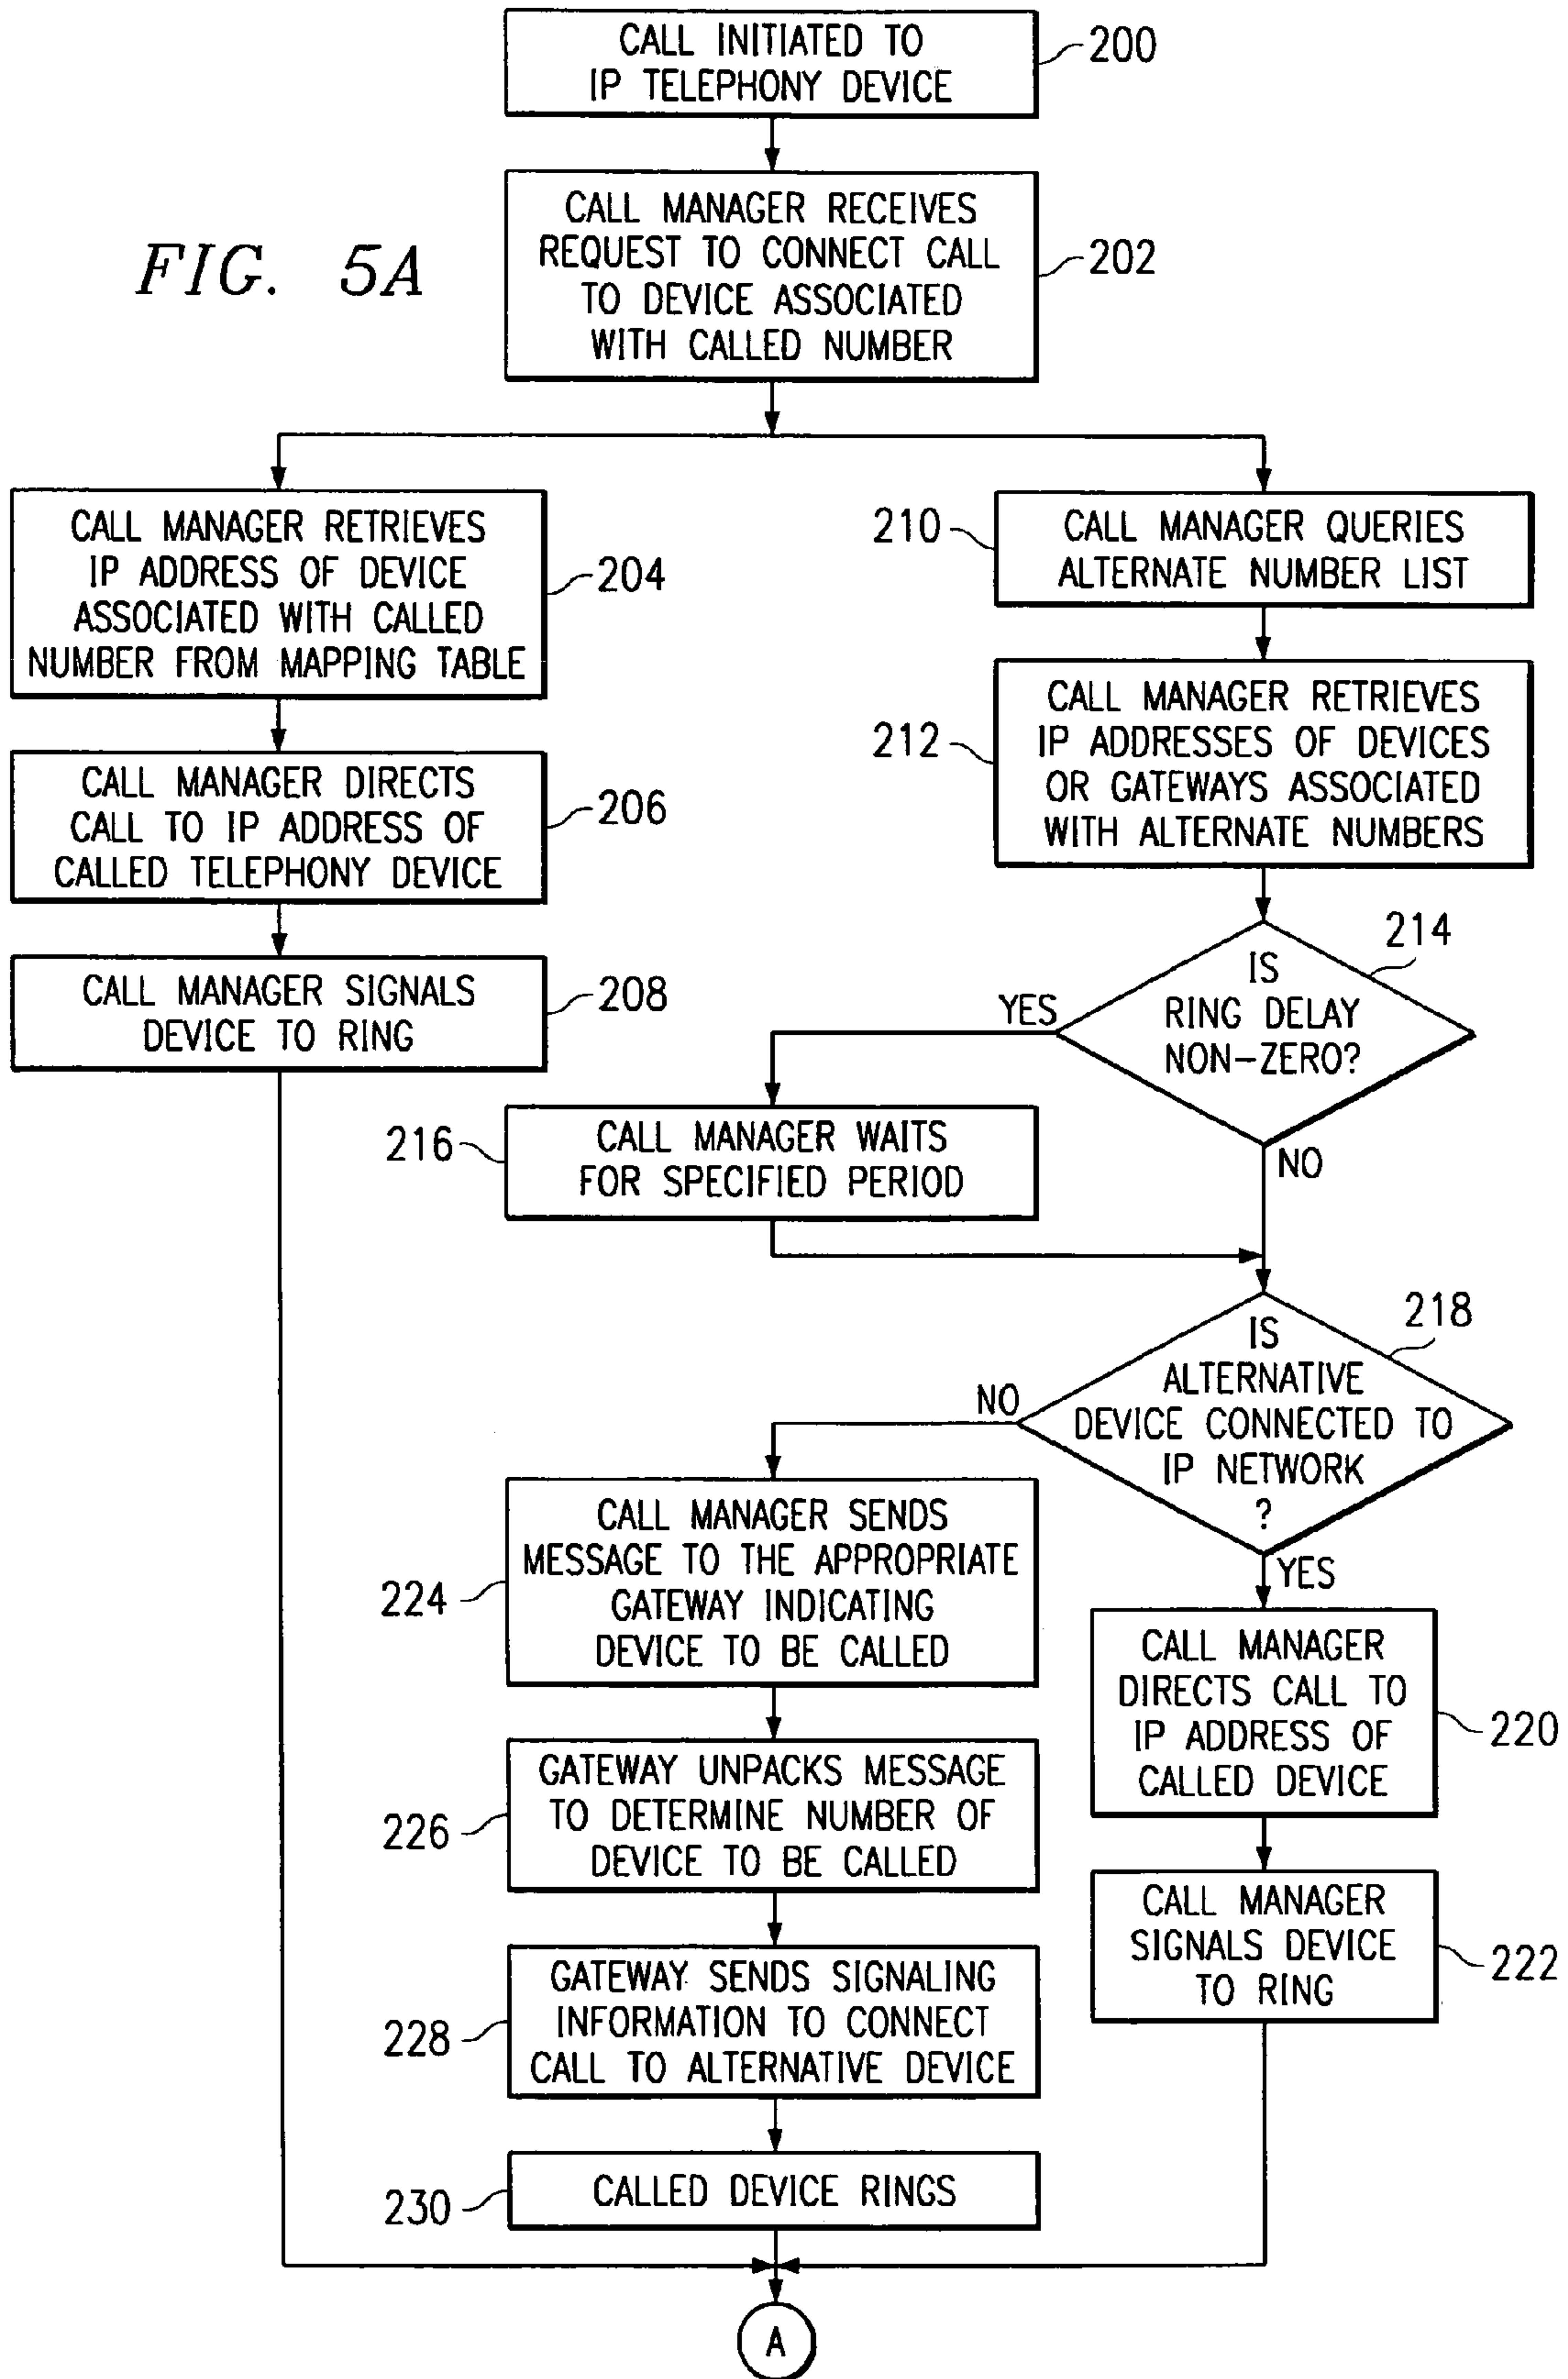 CALL INITIATED TO
IP TELEPHONY DEVICE
200
CALL MANAGER RECEIVES
REQUEST TO CONNECT CALL
TO DEVICE ASSOCIATED
WITH CALLED NUMBER
202
FIG. 5A
CALL MANAGER RETRIEVES
IP ADDRESS OF DEVICE
ASSOCIATED WITH CALLED
NUMBER FROM MAPPING TABLE
204
CALL MANAGER DIRECTS
CALL TO IP ADDRESS OF
CALLED TELEPHONY DEVICE
206
CALL MANAGER SIGNALS
DEVICE TO RING
208
210
CALL MANAGER QUERIES
ALTERNATE NUMBER LIST
212
CALL MANAGER RETRIEVES
IP ADDRESSES OF DEVICES
OR GATEWAYS ASSOCIATED
WITH ALTERNATE NUMBERS
214
IS
RING DELAY
NON-ZERO?
YES
NO
216
CALL MANAGER WAITS
FOR SPECIFIED PERIOD
218
IS
ALTERNATIVE
DEVICE CONNECTED TO
IP NETWORK
?
NO
YES
224
CALL MANAGER SENDS
MESSAGE TO THE APPROPRIATE
GATEWAY INDICATING
DEVICE TO BE CALLED
226
GATEWAY UNPACKS MESSAGE
TO DETERMINE NUMBER OF
DEVICE TO BE CALLED
228
GATEWAY SENDS SIGNALING
INFORMATION TO CONNECT
CALL TO ALTERNATIVE DEVICE
230
CALLED DEVICE RINGS
CALL MANAGER
DIRECTS CALL TO
IP ADDRESS OF
CALLED DEVICE
220
CALL MANAGER
SIGNALS DEVICE
TO RING
222
A